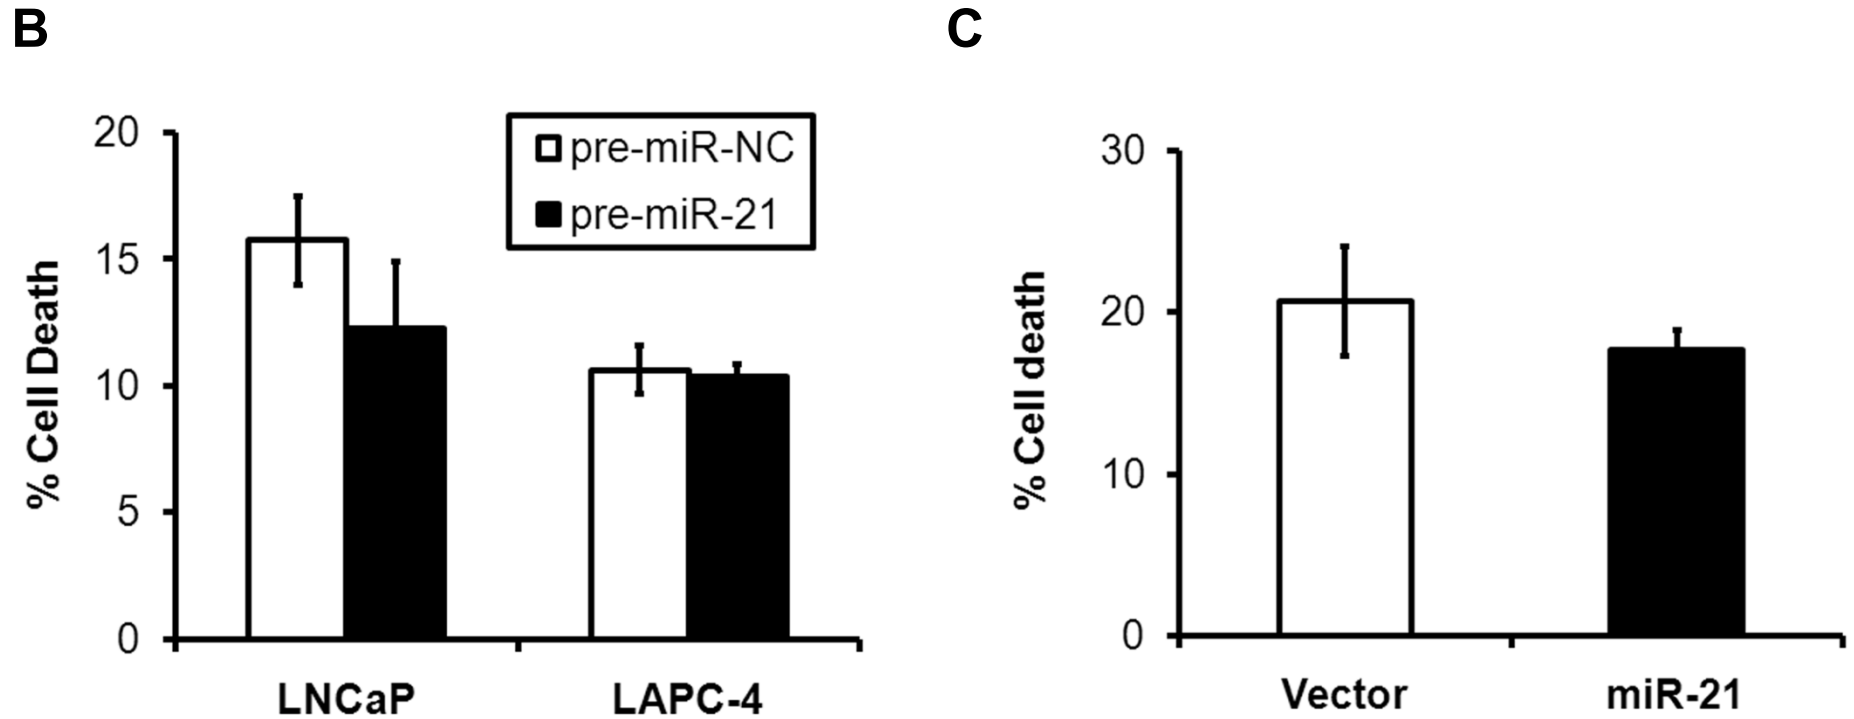 B
% Cell Death
20
15
10
5
0
pre-miR-NC
pre-miR-21
LNCaP
LAPC-4
C
% Cell death
30
20
10
0
Vector
miR-21